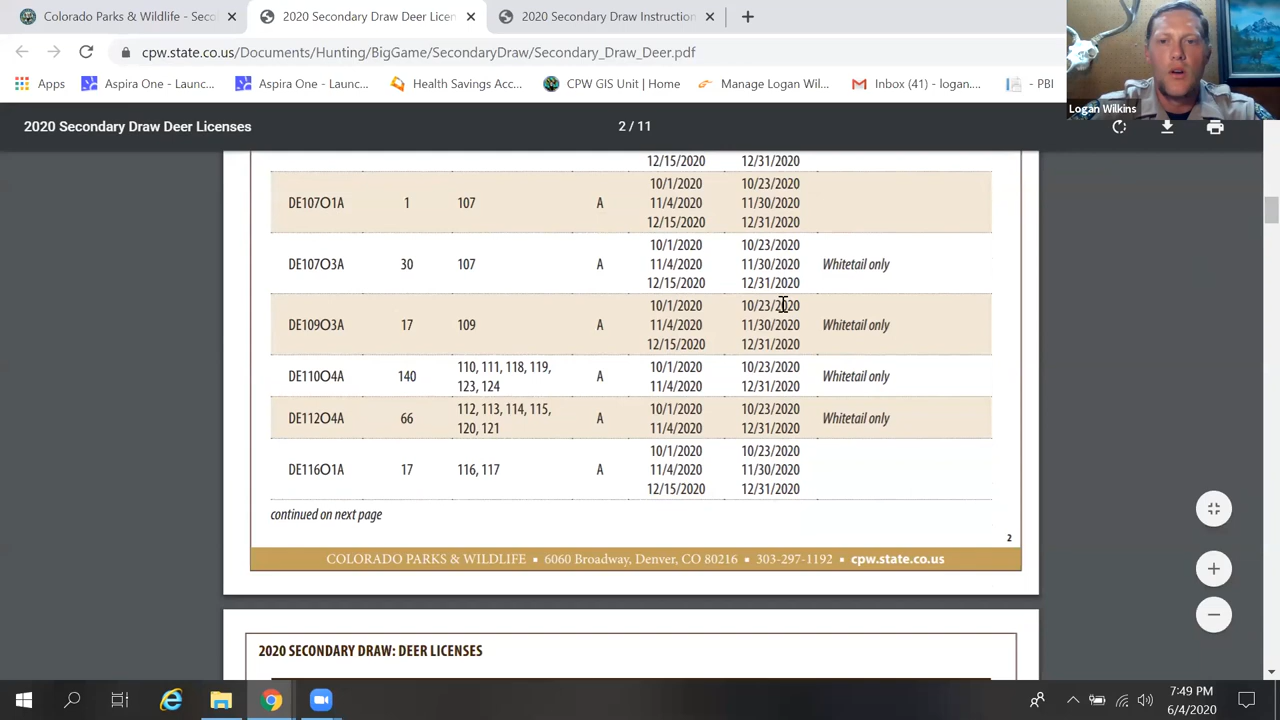 Colorado Parks & Wildlife - Seco
2020 Secondary Draw Deer Licen
2020 Secondary Draw Instruction
cpw.state.co.us/Documents/Hunting/BigGame/SecondaryDraw/Secondary_Draw_Deer.pdf
Apps
Aspira One - Launc...
Aspira One - Launc...
Health Savings Acc...
CPW GIS Unit | Home
Manage Logan Wil...
Inbox (41) - logan....
- PBI
Logan Wilkins
2020 Secondary Draw Deer Licenses
2 / 11
12/15/2020 12/31/2020
10/1/2020 10/23/2020
DE107O1A 1 107 A 11/4/2020 11/30/2020
12/15/2020 12/31/2020
10/1/2020 10/23/2020
DE107O3A 30 107 A 11/4/2020 11/30/2020 Whitetail only
12/15/2020 12/31/2020
10/1/2020 10/23/2020
DE109O3A 17 109 A 11/4/2020 11/30/2020 Whitetail only
12/15/2020 12/31/2020
DE110O4A 140 110, 111, 118, 119, A 10/1/2020 10/23/2020 Whitetail only
123, 124 11/4/2020 12/31/2020
DE112O4A 66 112, 113, 114, 115, A 10/1/2020 10/23/2020 Whitetail only
120, 121 11/4/2020 12/31/2020
10/1/2020 10/23/2020
DE116O1A 17 116, 117 A 11/4/2020 11/30/2020
12/15/2020 12/31/2020
continued on next page
2
COLORADO PARKS & WILDLIFE ▪ 6060 Broadway, Denver, CO 80216 ▪ 303-297-1192 ▪ cpw.state.co.us
2020 SECONDARY DRAW: DEER LICENSES
7:49 PM
6/4/2020